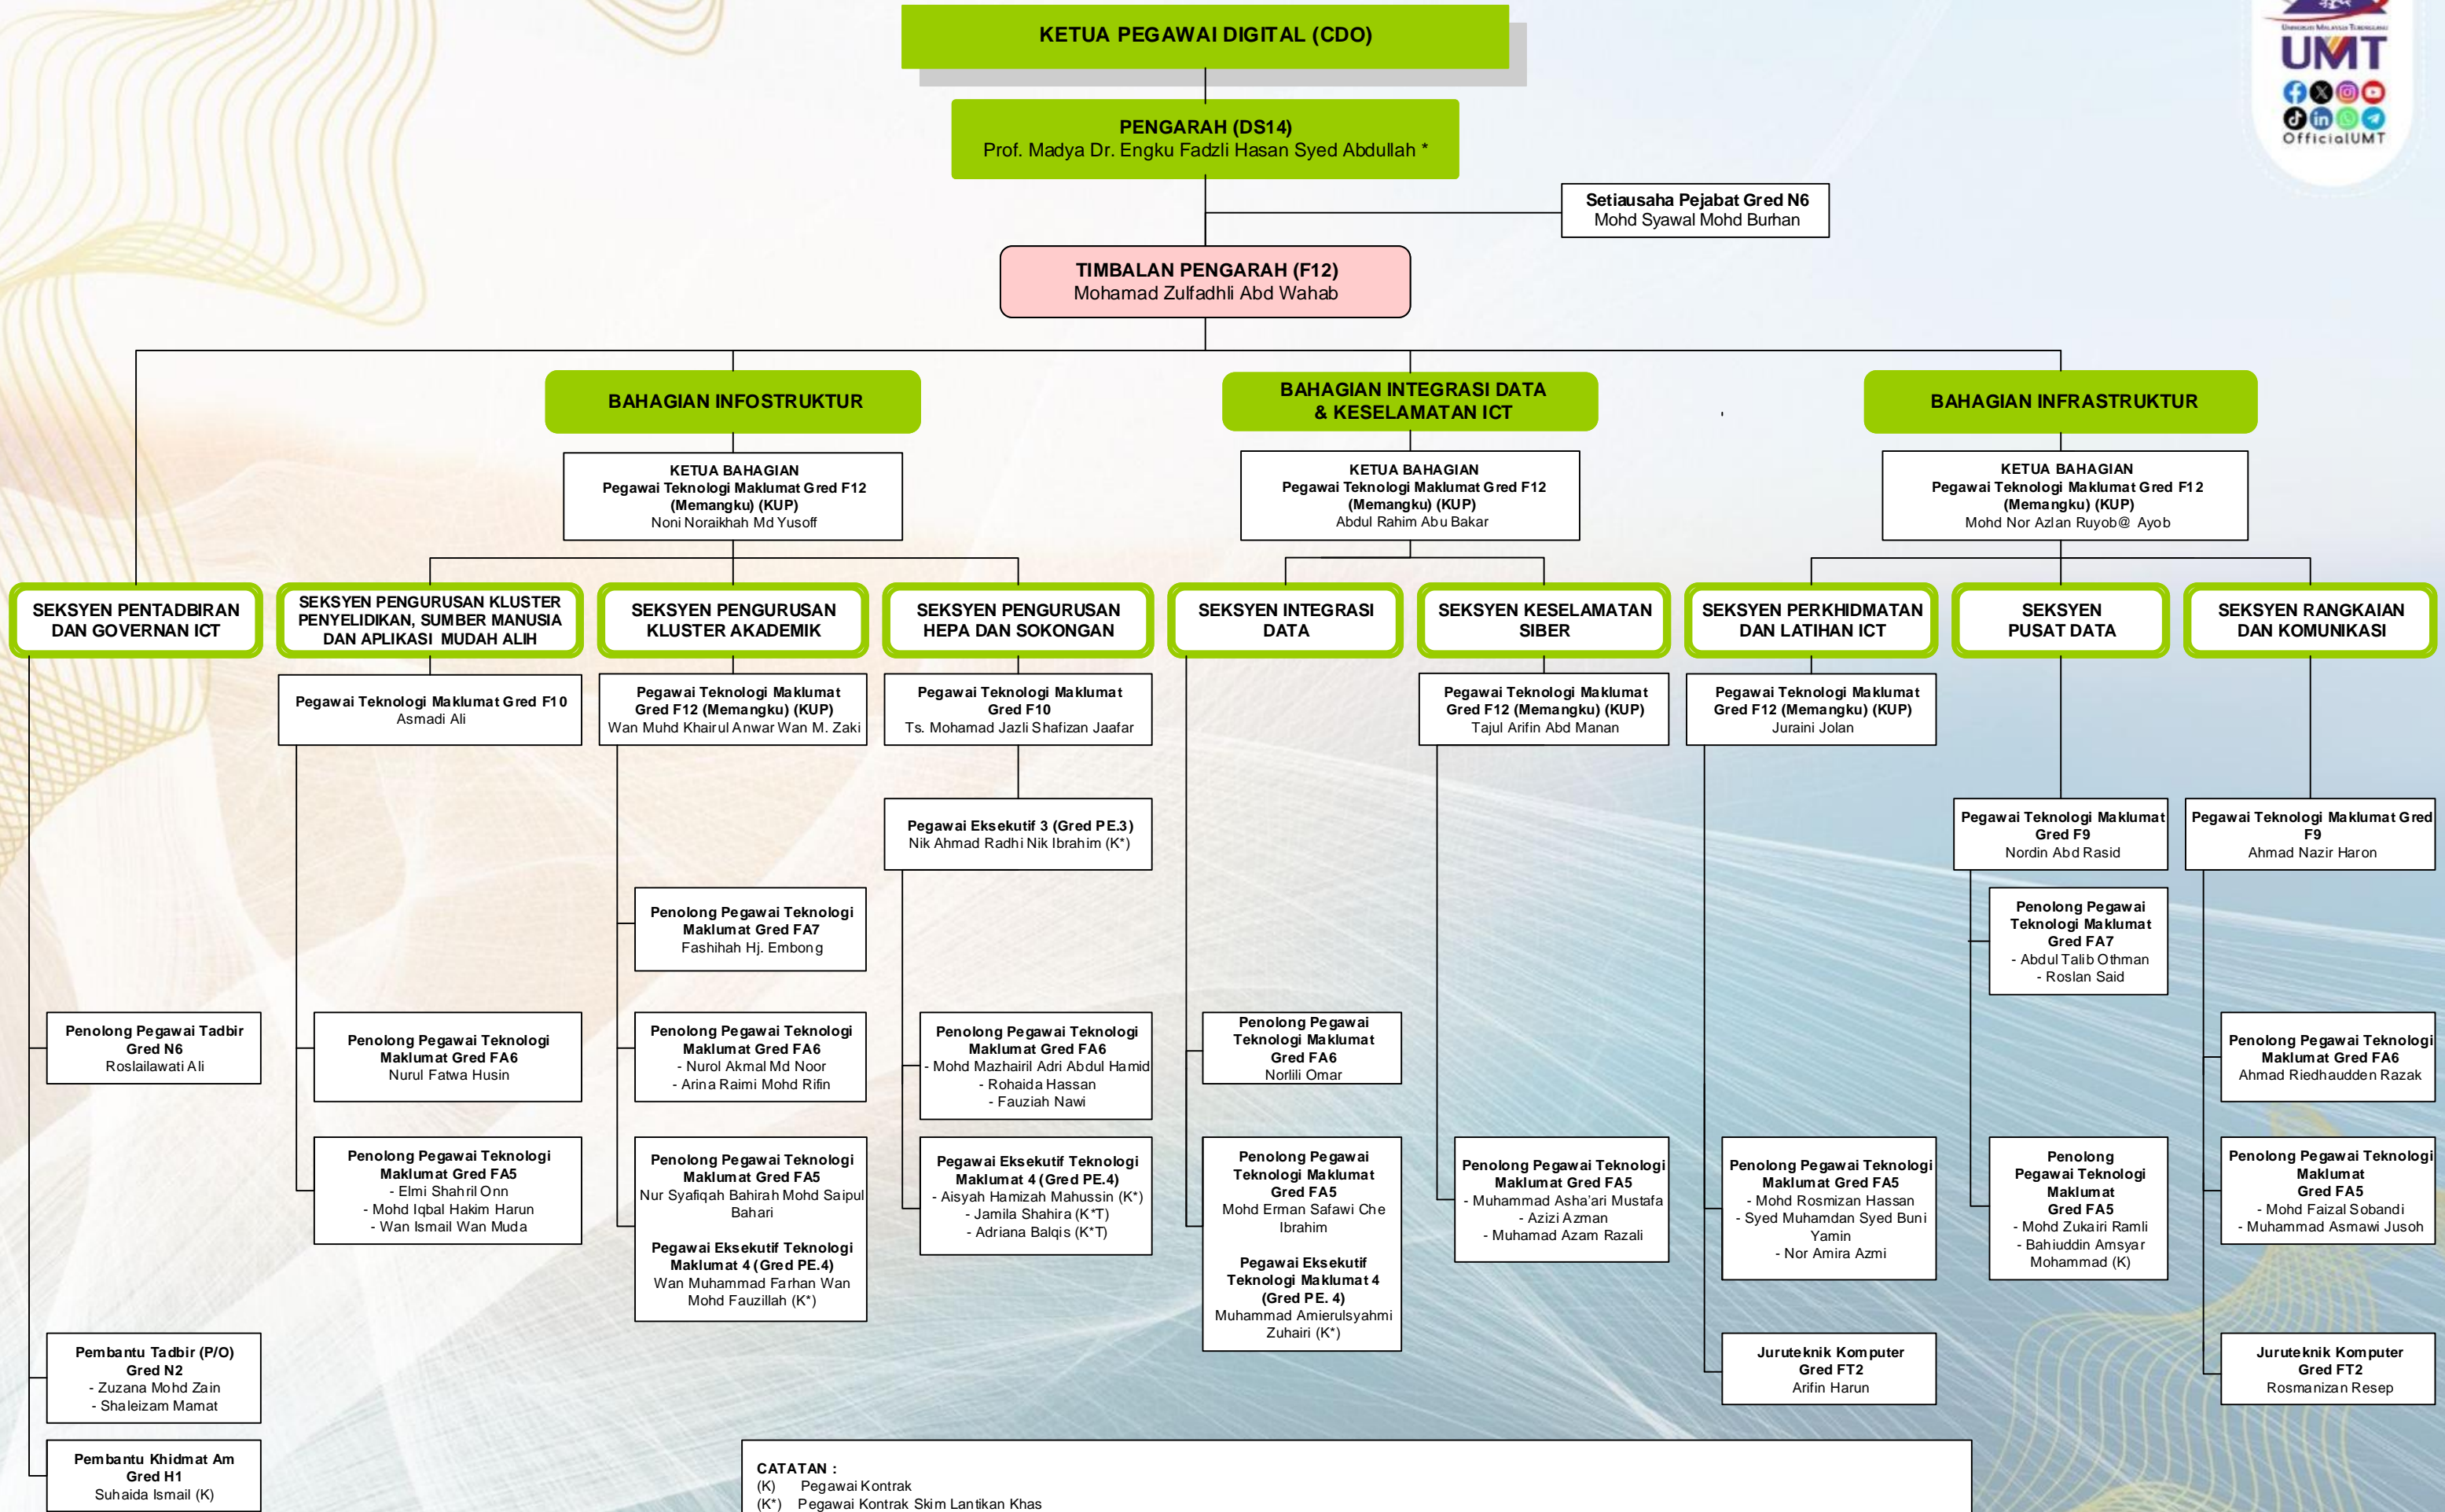 KETUA PEGAWAI DIGITAL (CDO)
UNIVERSITI MALAYSIA TERENGGANU
UMT
OfficialUMT
PENGARAH (DS14)
Prof. Madya Dr. Engku Fadzli Hasan Syed Abdullah *
Setiausaha Pejabat Gred N6
Mohd Syawal Mohd Burhan
TIMBALAN PENGARAH (F12)
Mohamad Zulfadhli Abd Wahab
BAHAGIAN INFOSTRUKTUR
BAHAGIAN INTEGRASI DATA
& KESELAMATAN ICT
BAHAGIAN INFRASTRUKTUR
KETUA BAHAGIAN
Pegawai Teknologi Maklumat Gred F12
(Memangku) (KUP)
Noni Noraikhah Md Yusoff
KETUA BAHAGIAN
Pegawai Teknologi Maklumat Gred F12
(Memangku) (KUP)
Abdul Rahim Abu Bakar
KETUA BAHAGIAN
Pegawai Teknologi Maklumat Gred F12
(Memangku) (KUP)
Mohd Nor Azlan Ruyob@ Ayob
SEKSYEN PENTADBIRAN
DAN GOVERNAN ICT
Penolong Pegawai Tadbir
Gred N6
Roslailawati Ali
Pembantu Tadbir (P/O)
Gred N2
- Zuzana Mohd Zain
- Shaleizam Mamat
Pembantu Khidmat Am
Gred H1
Suhaida Ismail (K)
SEKSYEN PENGURUSAN KLUSTER
PENYELIDIKAN, SUMBER MANUSIA
DAN APLIKASI MUDAH ALIH
Pegawai Teknologi Maklumat Gred F10
Asmadi Ali
Penolong Pegawai Teknologi
Maklumat Gred FA6
Nurul Fatwa Husin
Penolong Pegawai Teknologi
Maklumat Gred FA5
- Elmi Shahril Onn
- Mohd Iqbal Hakim Harun
- Wan Ismail Wan Muda
SEKSYEN PENGURUSAN
KLUSTER AKADEMIK
Pegawai Teknologi Maklumat
Gred F12 (Memangku) (KUP)
Wan Muhd Khairul Anwar Wan M. Zaki
Penolong Pegawai Teknologi
Maklumat Gred FA7
Fashihah Hj. Embong
Penolong Pegawai Teknologi
Maklumat Gred FA6
- Nurol Akmal Md Noor
- Arina Raimi Mohd Rifin
Penolong Pegawai Teknologi
Maklumat Gred FA5
Nur Syafiqah Bahirah Mohd Saipul
Bahari
Pegawai Eksekutif Teknologi
Maklumat 4 (Gred PE.4)
Wan Muhammad Farhan Wan
Mohd Fauzillah (K*)
SEKSYEN PENGURUSAN
HEPA DAN SOKONGAN
Pegawai Teknologi Maklumat
Gred F10
Ts. Mohamad Jazli Shafizan Jaafar
Pegawai Eksekutif 3 (Gred PE.3)
Nik Ahmad Radhi Nik Ibrahim (K*)
Penolong Pegawai Teknologi
Maklumat Gred FA6
- Mohd Mazhairil Adri Abdul Hamid
- Rohaida Hassan
- Fauziah Nawi
Pegawai Eksekutif Teknologi
Maklumat 4 (Gred PE.4)
- Aisyah Hamizah Mahussin (K*)
- Jamila Shahira (K*T)
- Adriana Balqis (K*T)
SEKSYEN INTEGRASI
DATA
Penolong Pegawai
Teknologi Maklumat
Gred FA6
Norlili Omar
Penolong Pegawai
Teknologi Maklumat
Gred FA5
Mohd Erman Safawi Che
Ibrahim
Pegawai Eksekutif
Teknologi Maklumat 4
(Gred PE. 4)
Muhammad Amierulsyahmi
Zuhairi (K*)
SEKSYEN KESELAMATAN
SIBER
Pegawai Teknologi Maklumat
Gred F12 (Memangku) (KUP)
Tajul Arifin Abd Manan
Penolong Pegawai Teknologi
Maklumat Gred FA5
- Muhammad Asha'ari Mustafa
- Azizi Azman
- Muhamad Azam Razali
SEKSYEN PERKHIDMATAN
DAN LATIHAN ICT
Pegawai Teknologi Maklumat
Gred F12 (Memangku) (KUP)
Juraini Jolan
Penolong Pegawai Teknologi
Maklumat Gred FA5
- Mohd Rosmizan Hassan
- Syed Muhamdan Syed Buni
Yamin
- Nor Amira Azmi
Juruteknik Komputer
Gred FT2
Arifin Harun
SEKSYEN
PUSAT DATA
Pegawai Teknologi Maklumat
Gred F9
Nordin Abd Rasid
Penolong Pegawai
Teknologi Maklumat
Gred FA7
- Abdul Talib Othman
- Roslan Said
Penolong
Pegawai Teknologi
Maklumat
Gred FA5
- Mohd Zukairi Ramli
- Bahiuddin Amsyar
Mohammad (K)
SEKSYEN RANGKAIAN
DAN KOMUNIKASI
Pegawai Teknologi Maklumat Gred
F9
Ahmad Nazir Haron
Penolong Pegawai Teknologi
Maklumat Gred FA6
Ahmad Riedhaudden Razak
Penolong Pegawai Teknologi
Maklumat
Gred FA5
- Mohd Faizal Sobandi
- Muhammad Asmawi Jusoh
Juruteknik Komputer
Gred FT2
Rosmanizan Resep
CATATAN :
(K) Pegawai Kontrak
(K*) Pegawai Kontrak Skim Lantikan Khas